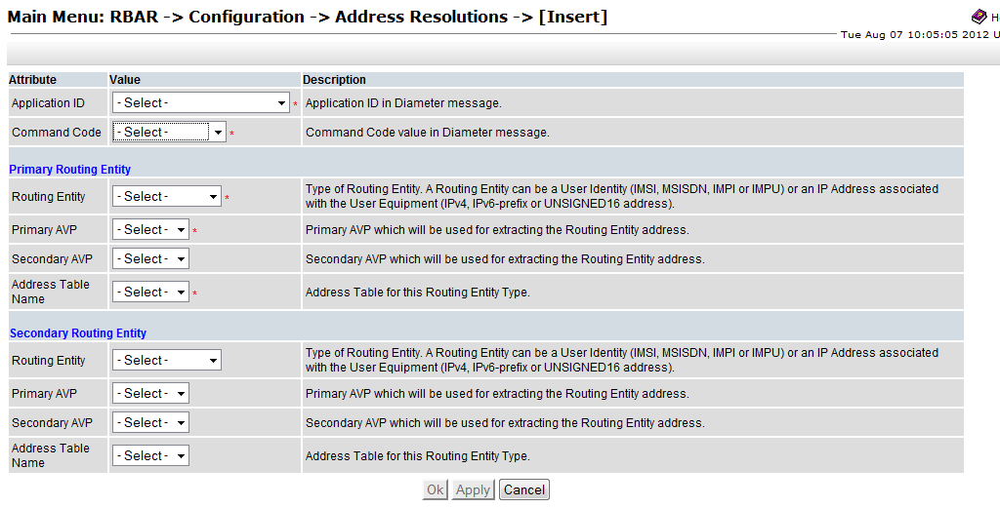 Main Menu: RBAR -> Configuration -> Address Resolutions -> [Insert]
Tue Aug 07 10:05:05 2012
Attribute Value Description
Application ID - Select - * Application ID in Diameter message.
Command Code - Select - * Command Code value in Diameter message.
Primary Routing Entity
Routing Entity - Select - * Type of Routing Entity. A Routing Entity can be a User Identity (IMSI, MSISDN, IMPI or IMPU) or an IP Address associated
with the User Equipment (IPv4, IPv6-prefix or UNSIGNED16 address).
Primary AVP - Select - * Primary AVP which will be used for extracting the Routing Entity address.
Secondary AVP - Select - Secondary AVP which will be used for extracting the Routing Entity address.
Address Table
Name - Select - * Address Table for this Routing Entity Type.
Secondary Routing Entity
Routing Entity - Select - Type of Routing Entity. A Routing Entity can be a User Identity (IMSI, MSISDN, IMPI or IMPU) or an IP Address associated
with the User Equipment (IPv4, IPv6-prefix or UNSIGNED16 address).
Primary AVP - Select - Primary AVP which will be used for extracting the Routing Entity address.
Secondary AVP - Select - Secondary AVP which will be used for extracting the Routing Entity address.
Address Table
Name - Select - Address Table for this Routing Entity Type.
Ok Apply Cancel